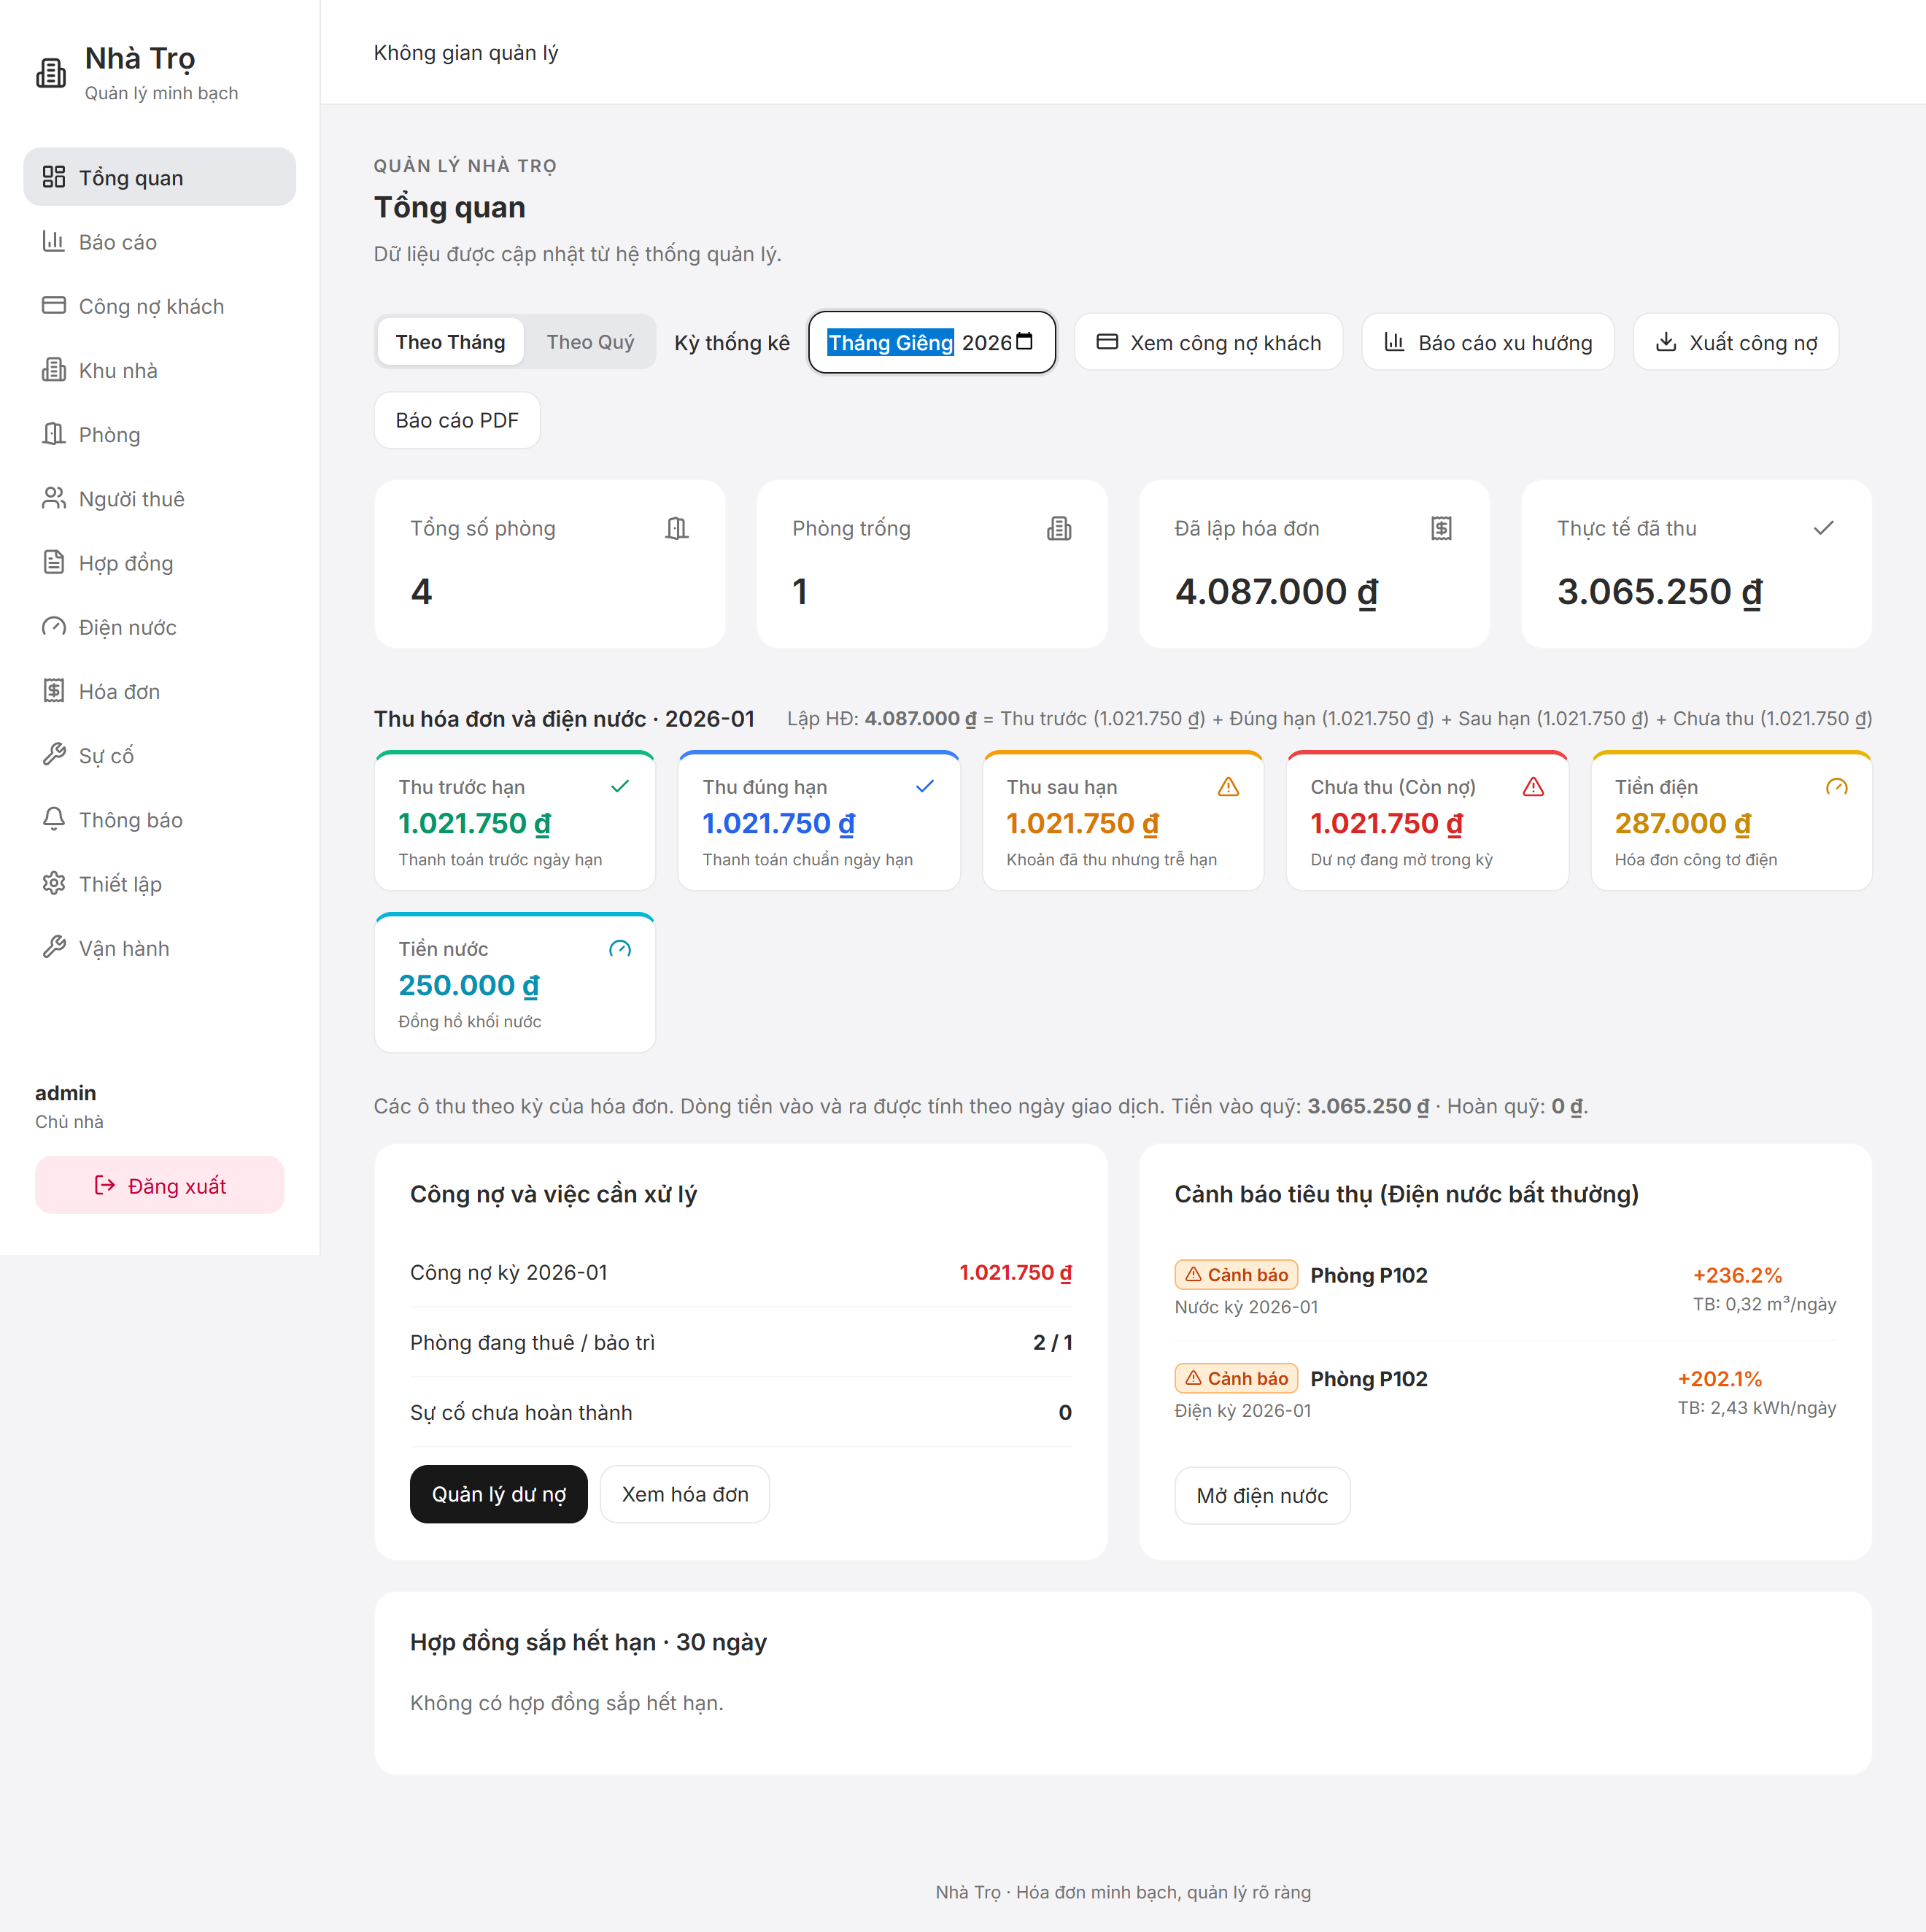 Nhà Trọ
Quản lý minh bạch
Tổng quan
Báo cáo
Công nợ khách
Khu nhà
Phòng
Người thuê
Hợp đồng
Điện nước
Hóa đơn
Sự cố
Thông báo
Thiết lập
Vận hành
admin
Chủ nhà
Đăng xuất
Không gian quản lý
QUẢN LÝ NHÀ TRỌ
Tổng quan
Dữ liệu được cập nhật từ hệ thống quản lý.
Theo Tháng Theo Quý Kỳ thống kê Tháng Giêng 2026 Xem công nợ khách Báo cáo xu hướng Xuất công nợ
Báo cáo PDF
Tổng số phòng
4
Phòng trống
1
Đã lập hóa đơn
4.087.000 ₫
Thực tế đã thu
3.065.250 ₫
Thu hóa đơn và điện nước · 2026-01 Lập HĐ: 4.087.000 ₫ = Thu trước (1.021.750 ₫) + Đúng hạn (1.021.750 ₫) + Sau hạn (1.021.750 ₫) + Chưa thu (1.021.750 ₫)
Thu trước hạn
1.021.750 ₫
Thanh toán trước ngày hạn
Thu đúng hạn
1.021.750 ₫
Thanh toán chuẩn ngày hạn
Thu sau hạn
1.021.750 ₫
Khoản đã thu nhưng trễ hạn
Chưa thu (Còn nợ)
1.021.750 ₫
Dư nợ đang mở trong kỳ
Tiền điện
287.000 ₫
Hóa đơn công tơ điện
Tiền nước
250.000 ₫
Đồng hồ khối nước
Các ô thu theo kỳ của hóa đơn. Dòng tiền vào và ra được tính theo ngày giao dịch. Tiền vào quỹ: 3.065.250 ₫ · Hoàn quỹ: 0 ₫.
Công nợ và việc cần xử lý
Công nợ kỳ 2026-01 1.021.750 ₫
Phòng đang thuê / bảo trì 2 / 1
Sự cố chưa hoàn thành 0
Quản lý dư nợ Xem hóa đơn
Cảnh báo tiêu thụ (Điện nước bất thường)
Cảnh báo Phòng P102 +236.2%
Nước kỳ 2026-01 TB: 0,32 m³/ngày
Cảnh báo Phòng P102 +202.1%
Điện kỳ 2026-01 TB: 2,43 kWh/ngày
Mở điện nước
Hợp đồng sắp hết hạn · 30 ngày
Không có hợp đồng sắp hết hạn.
Nhà Trọ · Hóa đơn minh bạch, quản lý rõ ràng